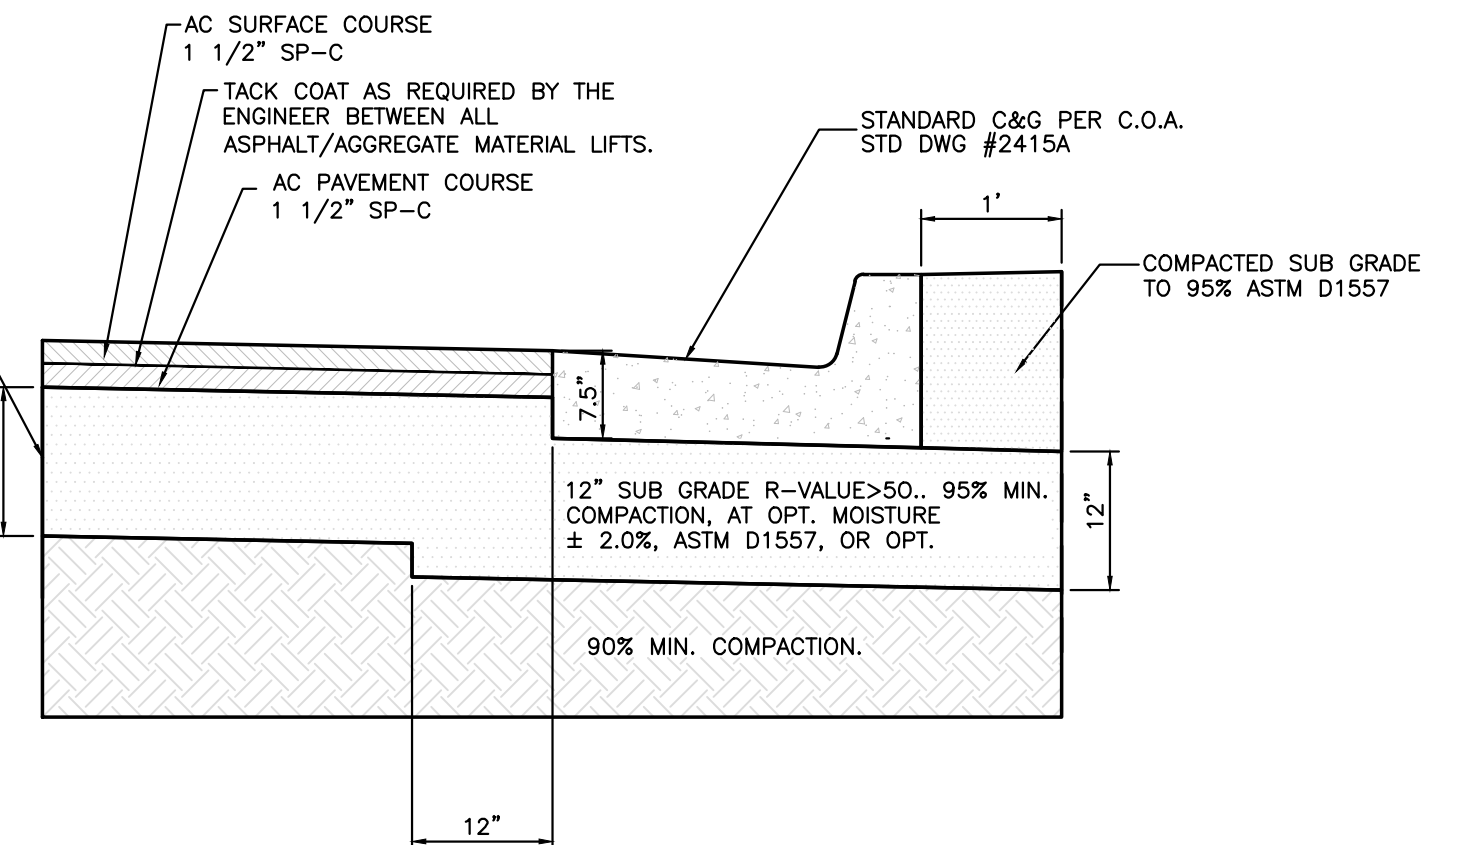 AC SURFACE COURSE
1 1/2" SP-C
TACK COAT AS REQUIRED BY THE
ENGINEER BETWEEN ALL
ASPHALT/AGGREGATE MATERIAL LIFTS.
AC PAVEMENT COURSE
1 1/2" SP-C
STANDARD C&G PER C.O.A.
STD DWG #2415A
1'
COMPACTED SUB GRADE
TO 95% ASTM D1557
7.5"
12" SUB GRADE R-VALUE>50.. 95% MIN.
COMPACTION, AT OPT. MOISTURE
± 2.0%, ASTM D1557, OR OPT.
12"
90% MIN. COMPACTION.
12"